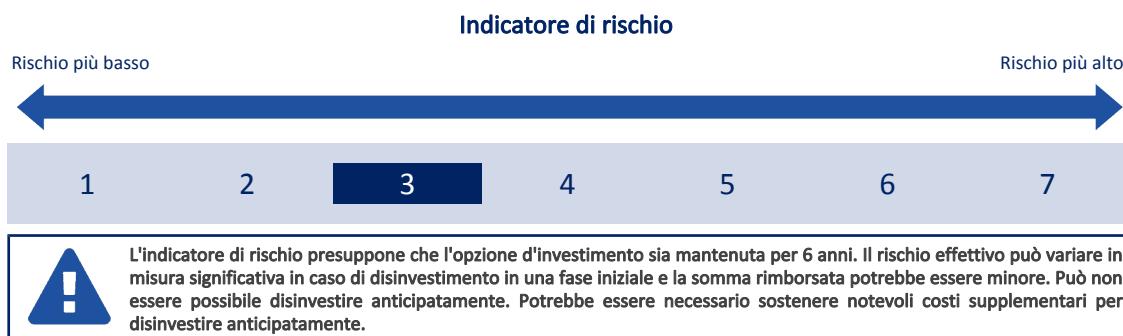 Indicatore di rischio
Rischio più basso
Rischio più alto
1 2 3 4 5 6 7
L'indicatore di rischio presuppone che l'opzione d'investimento sia mantenuta per 6 anni. Il rischio effettivo può variare in
misura significativa in caso di disinvestimento in una fase iniziale e la somma rimborsata potrebbe essere minore. Può non
essere possibile disinvestire anticipatamente. Potrebbe essere necessario sostenere notevoli costi supplementari per
disinvestire anticipatamente.